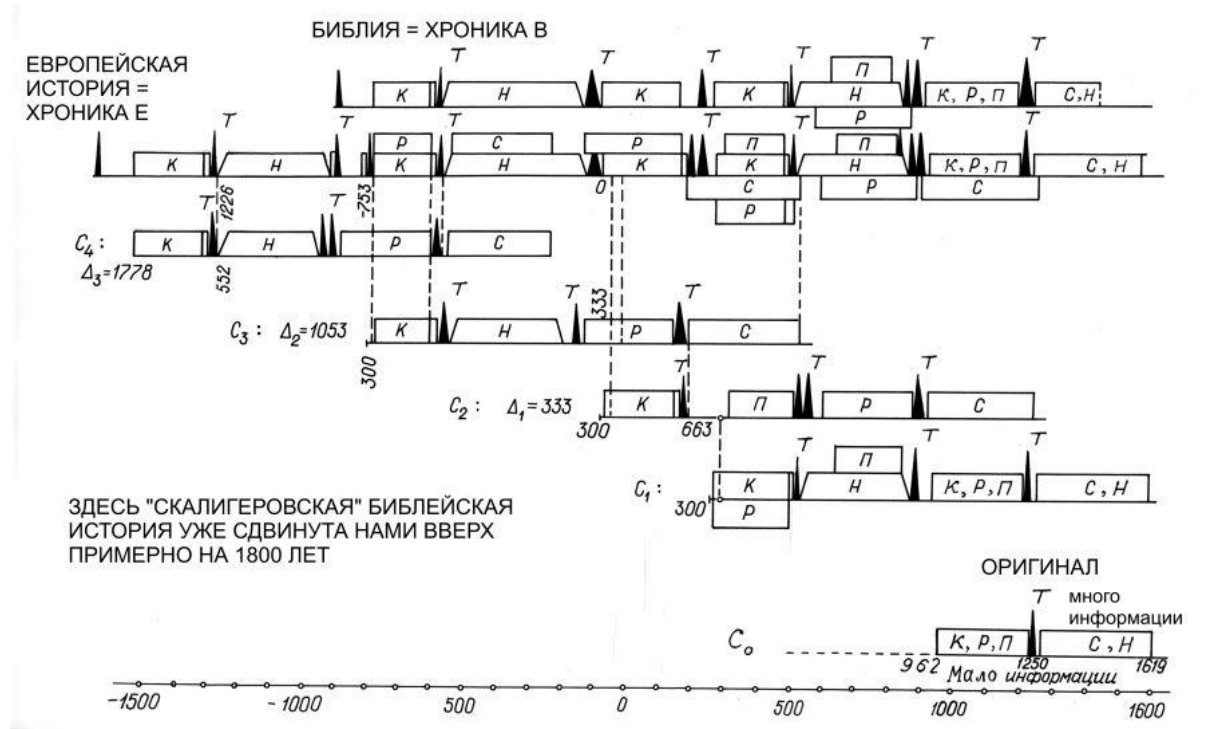 БИБЛИЯ = ХРОНИКА В
ЕВРОПЕЙСКАЯ
ИСТОРИЯ =
ХРОНИКА Е
Т Т Т Т Т Т
П
К Н К К Н К, Р, П С,Н
Р
Т Т Т Т Т Т
Р С Р П П
К Н К Н К К К Н К,Р,П С, Н
С Р С
Р
1226 -753 0
Т Т
C₄ : К Н Р С
Δ₃=1778
552
333
Т Т Т
C₃ : Δ₂=1053 К Н Р С
300
Т Т Т
C₂ : Δ₁=333 К П Р С
300 663
Т Т Т
П
C₁: К Н К,Р,П С, Н
300
Р
ЗДЕСЬ "СКАЛИГЕРОВСКАЯ" БИБЛЕЙСКАЯ
ИСТОРИЯ УЖЕ СДВИНУТА НАМИ ВВЕРХ
ПРИМЕРНО НА 1800 ЛЕТ
ОРИГИНАЛ
Т много
информации
C₀ К, Р, П С , Н
962 1250 1619
Мало информации
-1500 -1000 500 0 500 1000 1600